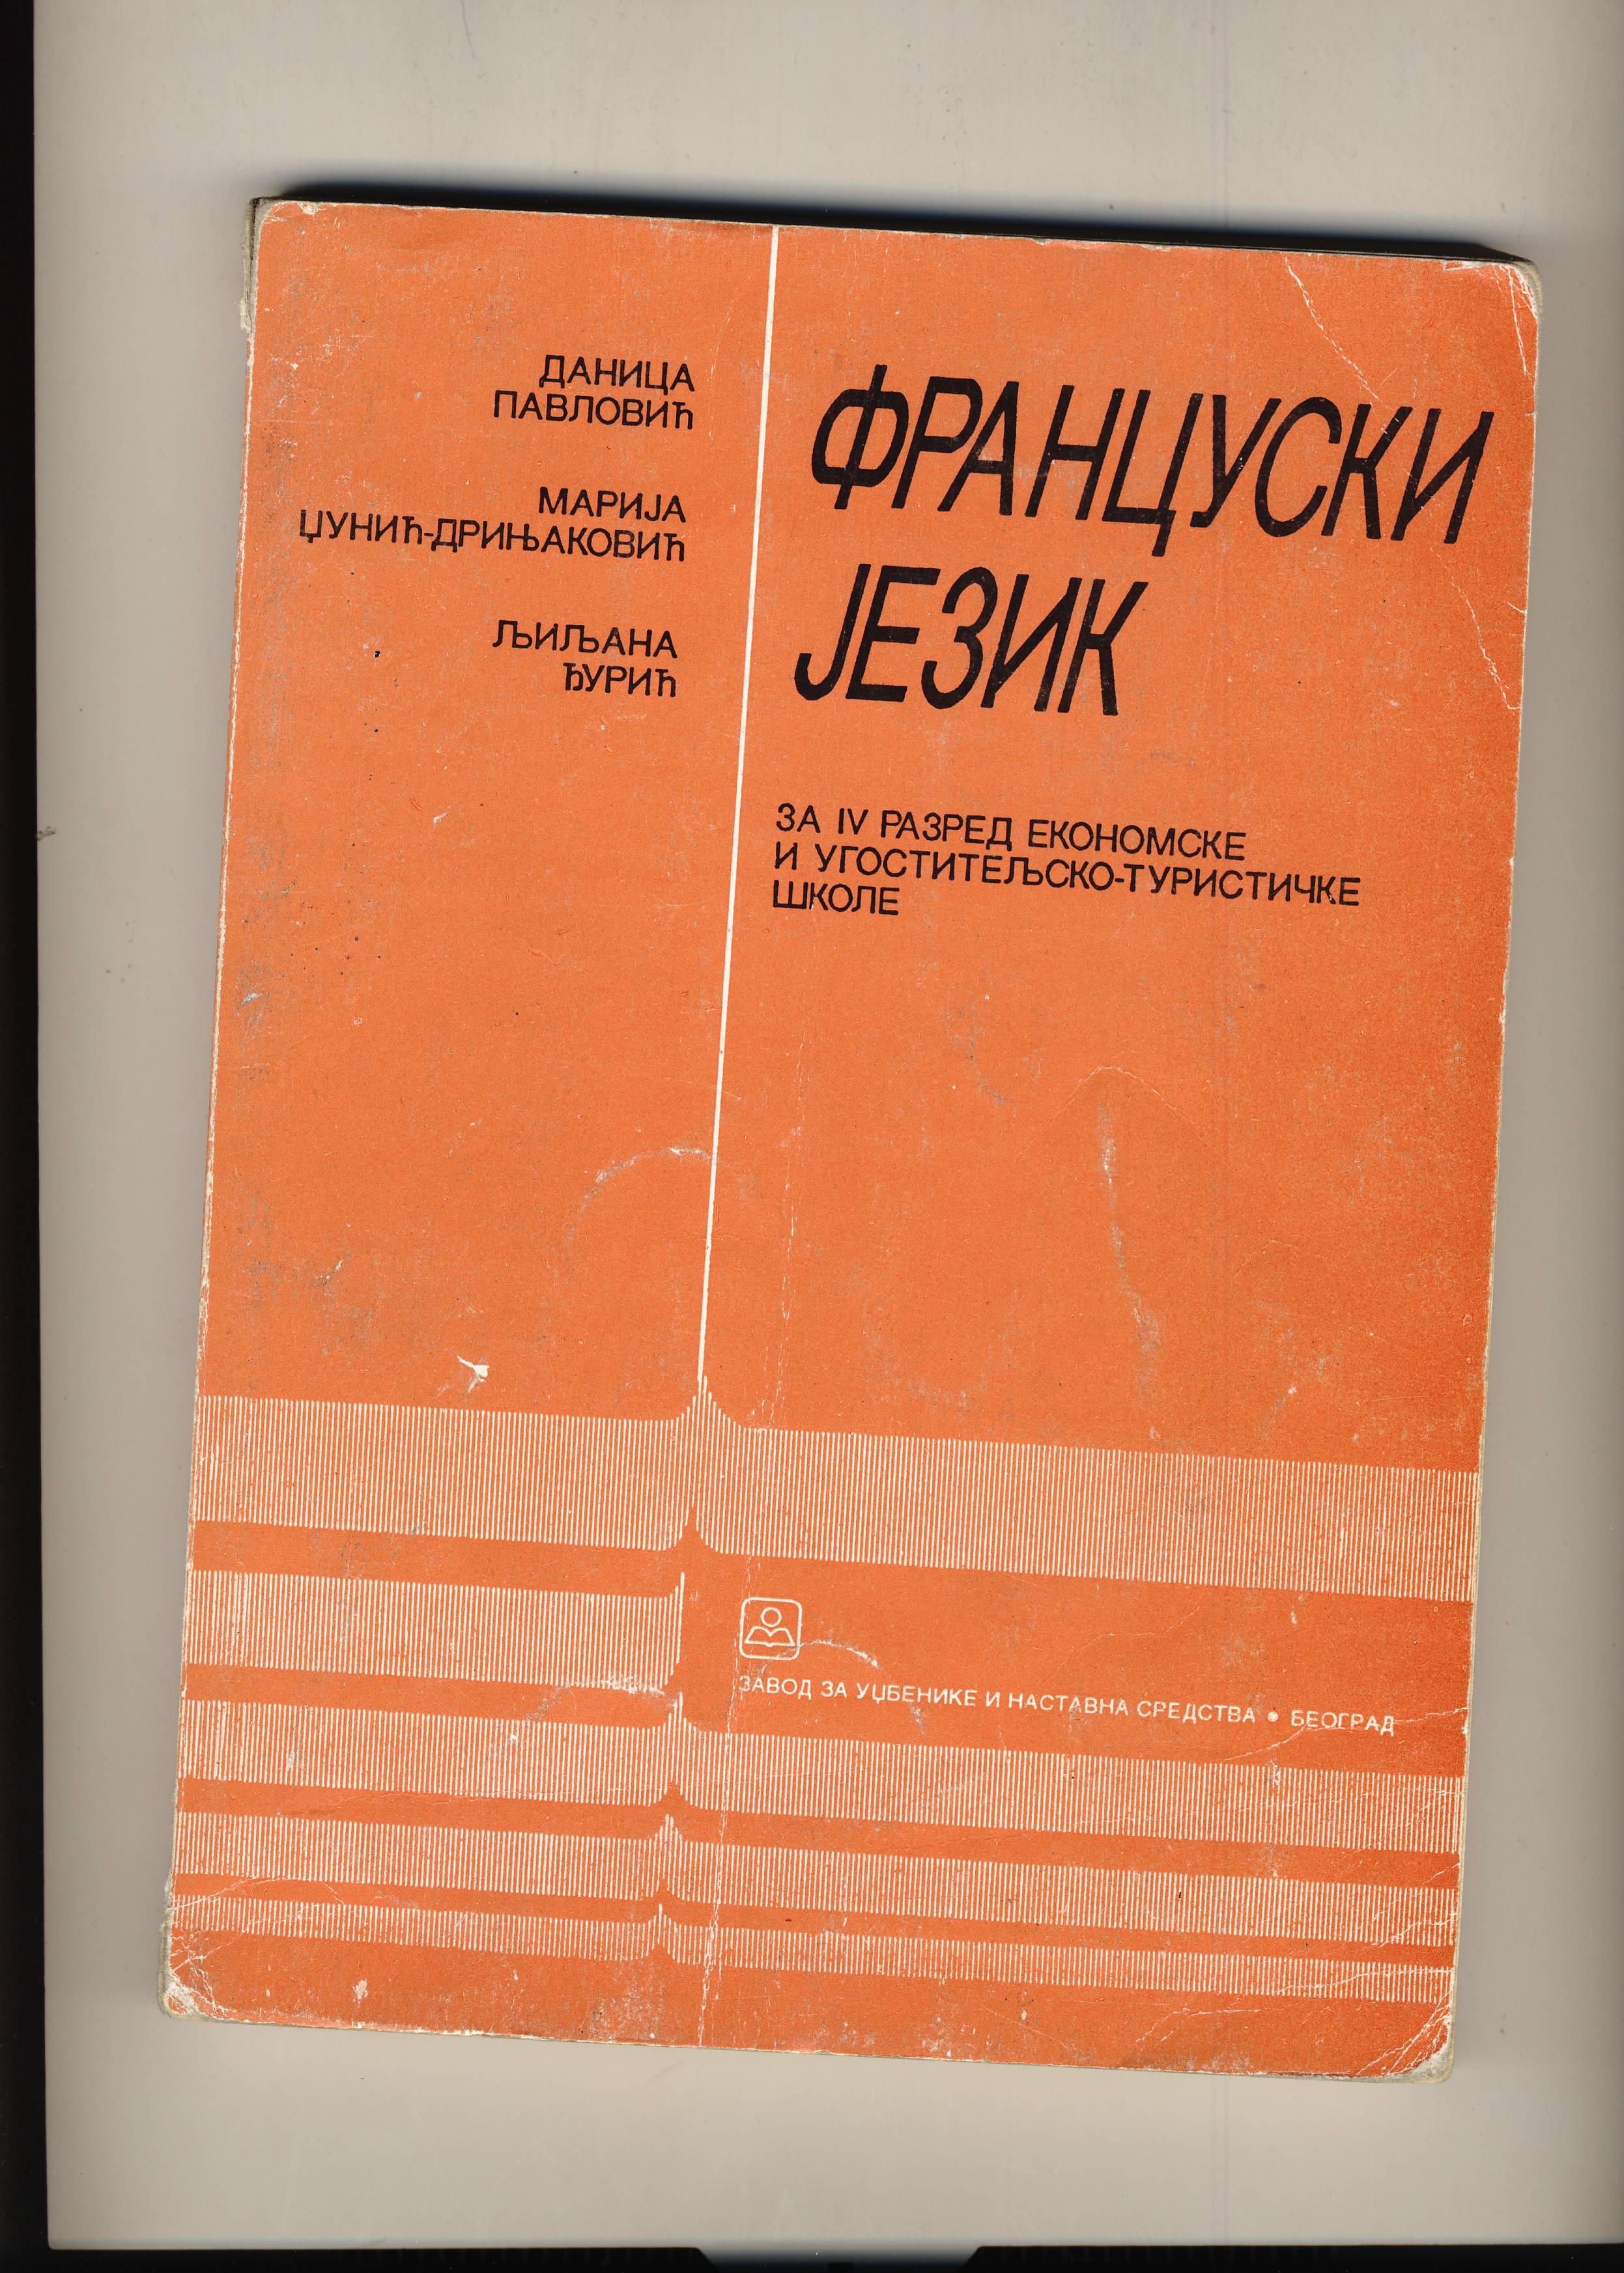 ДАНИЦА
ПАВЛОВИЋ
МАРИЈА
ЏУНИЋ-ДРИЊАКОВИЋ
ЉИЉАНА
ЂУРИЋ
ФРАНЦУСКИ
ЈЕЗИК
ЗА IV РАЗРЕД ЕКОНОМСКЕ
И УГОСТИТЕЉСКО-ТУРИСТИЧКЕ
ШКОЛЕ
ЗАВОД ЗА УЏБЕНИКЕ И НАСТАВНА СРЕДСТВА • БЕОГРАД